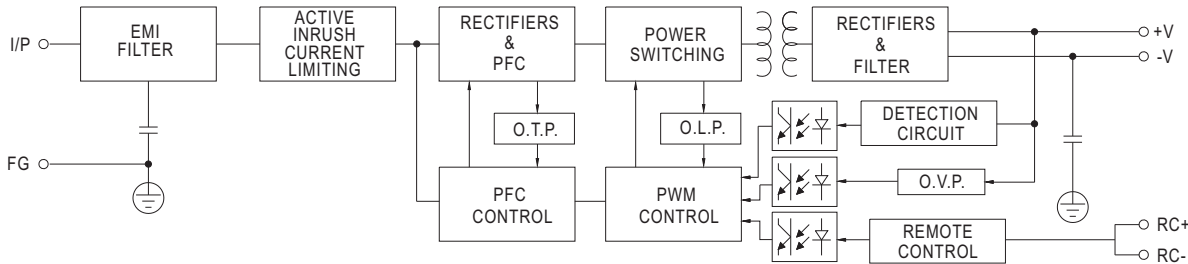 I/P
EMI
FILTER
ACTIVE
INRUSH
CURRENT
LIMITING
RECTIFIERS
&
PFC
POWER
SWITCHING
RECTIFIERS
&
FILTER
+V
-V
O.T.P.
O.L.P.
DETECTION
CIRCUIT
FG
PFC
CONTROL
PWM
CONTROL
O.V.P.
REMOTE
CONTROL
RC+
RC-